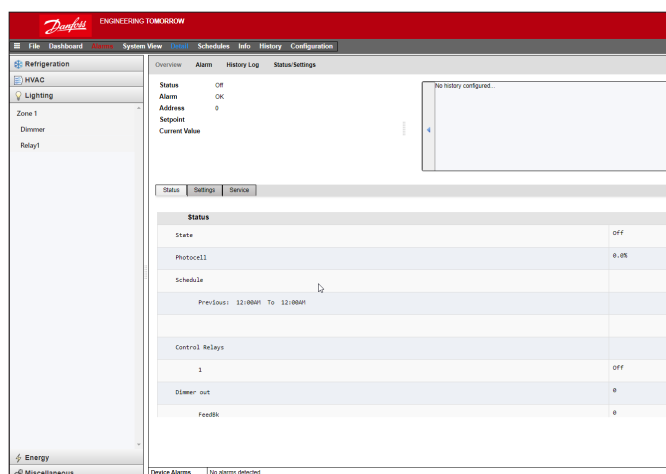 Danfoss ENGINEERING TOMORROW
File Dashboard Alarms System View Detail Schedules Info History Configuration
Refrigeration
HVAC
Lighting
Zone 1
Dimmer
Relay1
Energy
Miscellaneous
Overview Alarm History Log Status/Settings
Status Off
Alarm OK
Address 0
Setpoint
Current Value
No history configured...
Status Settings Service
Status
State Off
Photocell 0.0%
Schedule
Previous: 12:00AM To 12:00AM
Control Relays
1 Off
Dimmer out 0
FeedBk 0
Device Alarms No alarms detected